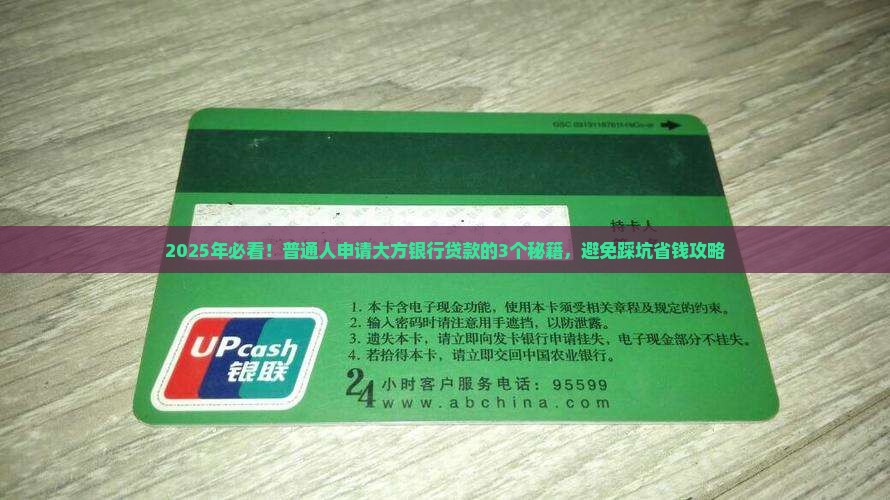 持卡人
2025年必看！普通人申请大方银行贷款的3个秘籍，避免踩坑省钱攻略
1. 本卡含电子现金功能，使用本卡须受相关章程及规定的约束。
2. 输入密码时请注意用手遮挡，以防泄露。
3. 遗失本卡，请立即向发卡银行申请挂失，电子现金部分不挂失。
4. 若拾得本卡，请立即交回中国农业银行。
UPcash
银联
24小时客户服务电话：95599
www.abchina.com